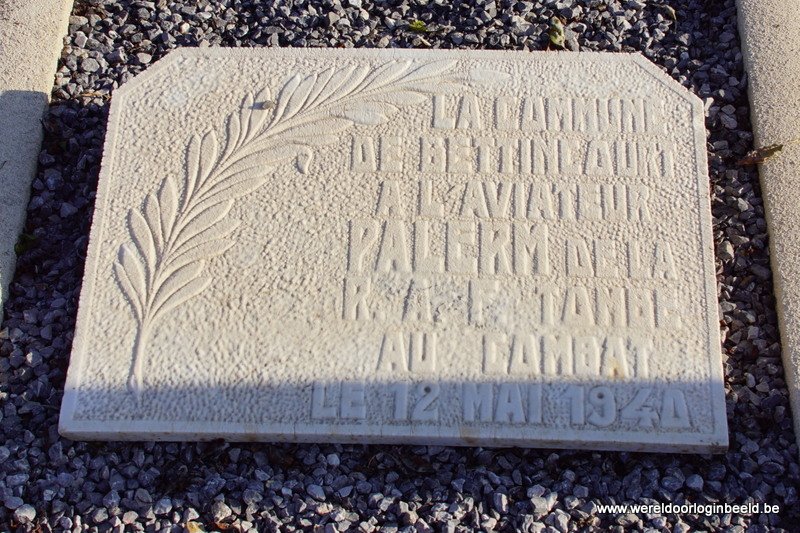 LA COMMUNE
DE BETTINCOURT
A L'AVIATEUR
PALERM DE LA
R. A. F. TOMBE
AU COMBAT
LE 12 MAI 1940
www.wereldoorloginbeeld.be